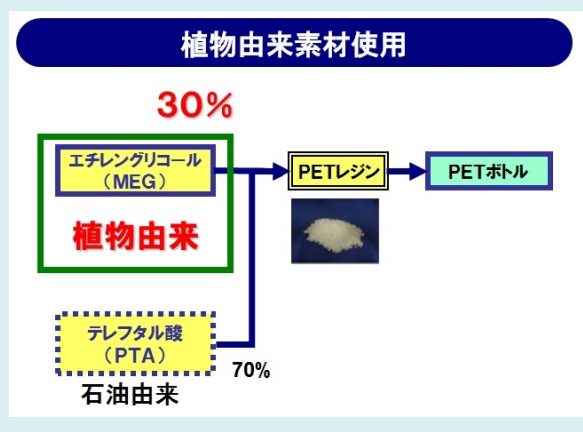 植物由来素材使用
30%
エチレングリコール
（MEG）
植物由来
PETレジン
PETボトル
テレフタル酸
（PTA）
70%
石油由来